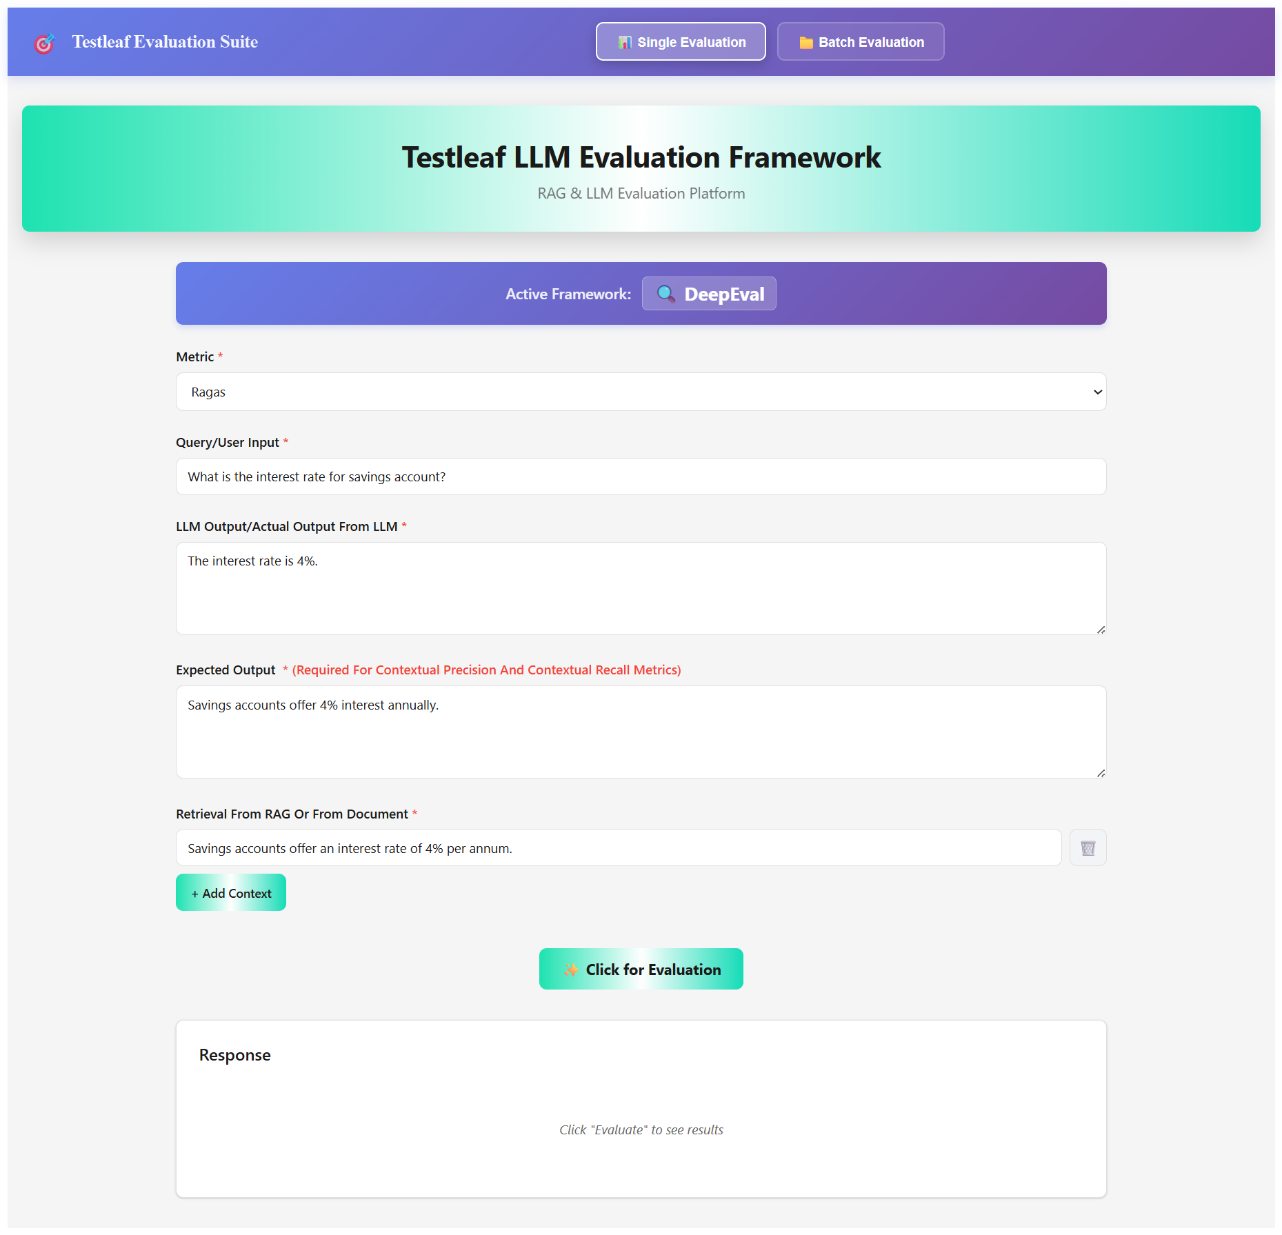 Testleaf Evaluation Suite
Single Evaluation
Batch Evaluation
Testleaf LLM Evaluation Framework
RAG & LLM Evaluation Platform
Active Framework: DeepEval
Metric *
Ragas
Query/User Input *
What is the interest rate for savings account?
LLM Output/Actual Output From LLM *
The interest rate is 4%.
Expected Output * (Required For Contextual Precision And Contextual Recall Metrics)
Savings accounts offer 4% interest annually.
Retrieval From RAG Or From Document *
Savings accounts offer an interest rate of 4% per annum.
+ Add Context
Click for Evaluation
Response
Click "Evaluate" to see results